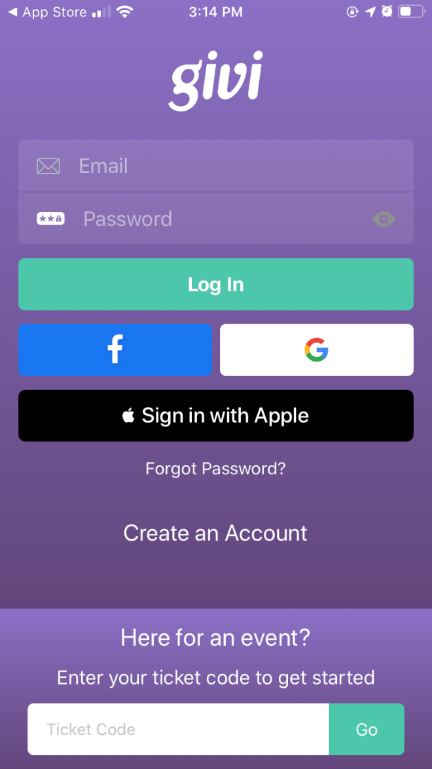 App Store
3:14 PM
givi
Email
Password
Log In
Sign in with Apple
Forgot Password?
Create an Account
Here for an event?
Enter your ticket code to get started
Ticket Code
Go